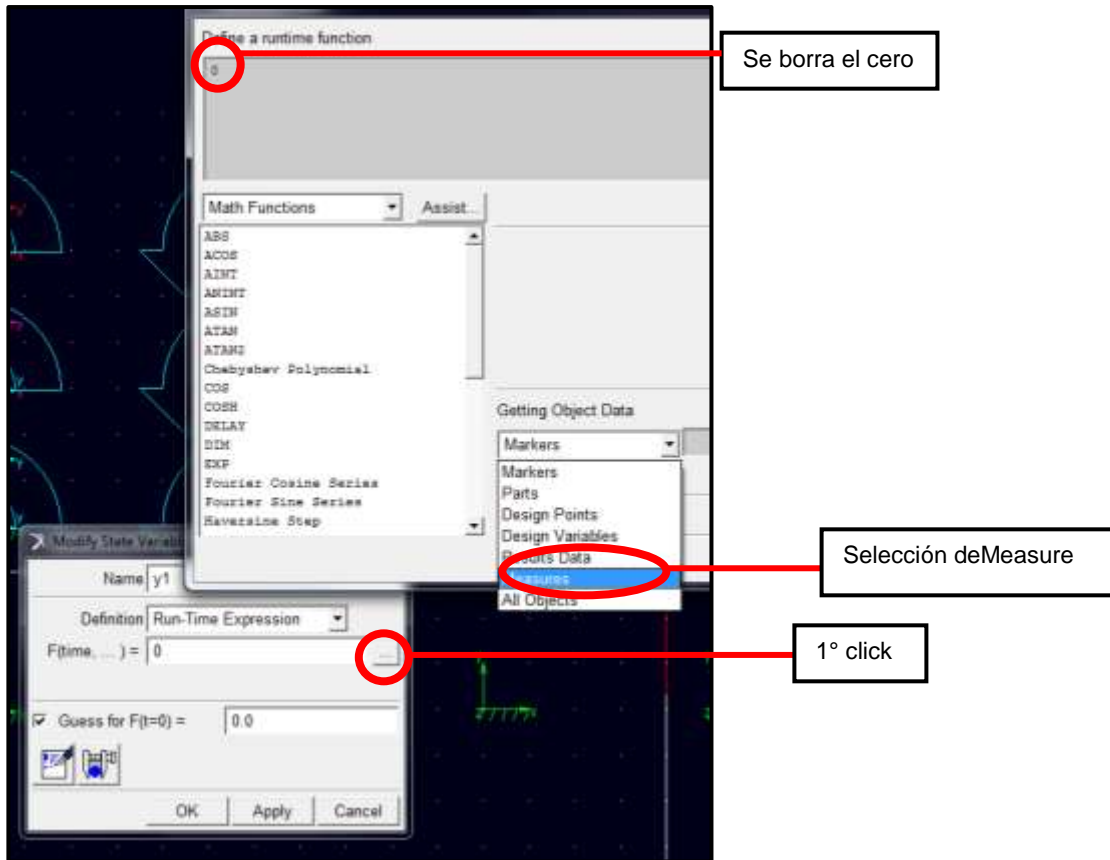 Define a runtime function
0
Se borra el cero
Math Functions
Assist...
ABS
ACOS
AINT
ANINT
ASIN
ATAN
ATAN2
Chebyshev Polynomial
COS
COSH
DELAY
DIM
EXP
Fourier Cosine Series
Fourier Sine Series
Haversine Step
Getting Object Data
Markers
Markers
Parts
Design Points
Design Variables
Results Data
Measures
All Objects
Selección deMeasure
Modify State
Name y1
Definition Run-Time Expression
F(time, ... ) = 0
...
1° click
Guess for F(t=0) = 0.0
OK Apply Cancel